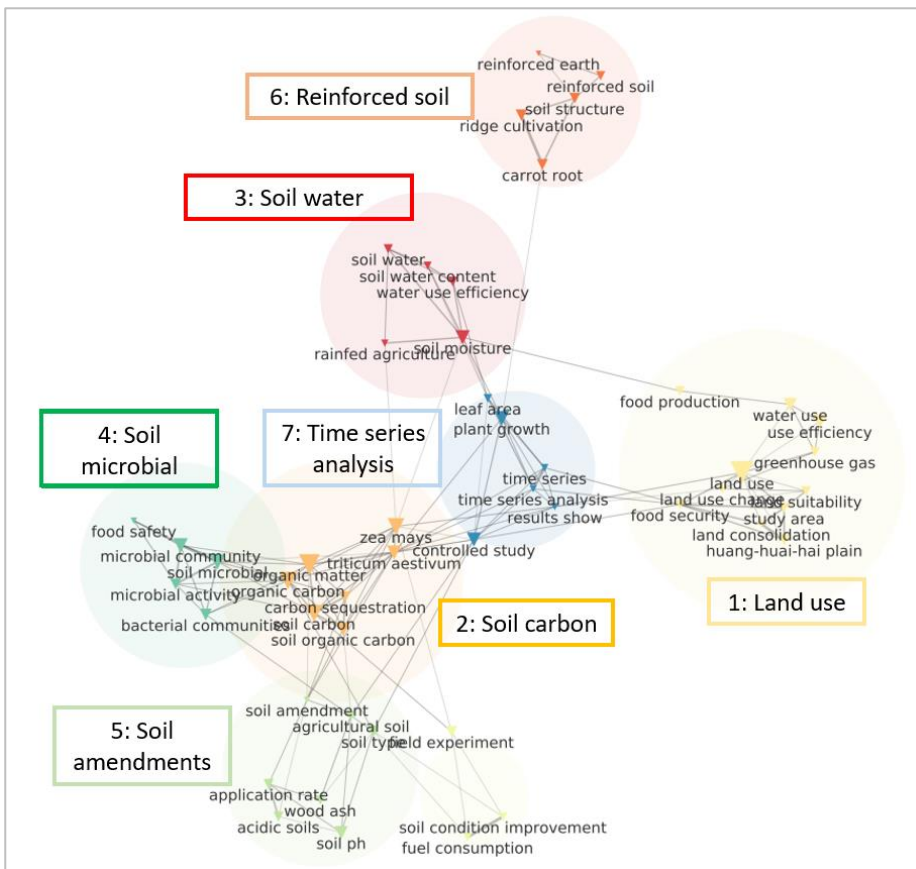 reinforced earth
6: Reinforced soil
reinforced soil
soil structure
ridge cultivation
carrot root
3: Soil water
soil water
soil water content
water use efficiency
rainfed agriculture
soil moisture
food production
leaf area
4: Soil
microbial
7: Time series
analysis
plant growth
water use
use efficiency
greenhouse gas
time series
land use
time series analysis
land use change
land suitability
results show
food security
study area
land consolidation
huang-huai-hai plain
food safety
zea mays
controlled study
microbial community
triticum aestivum
soil microbial
organic matter
microbial activity
organic carbon
carbon sequestration
bacterial communities
soil carbon
soil organic carbon
2: Soil carbon
1: Land use
5: Soil
amendments
soil amendment
agricultural soil
soil type
field experiment
application rate
wood ash
acidic soils
soil ph
soil condition improvement
fuel consumption